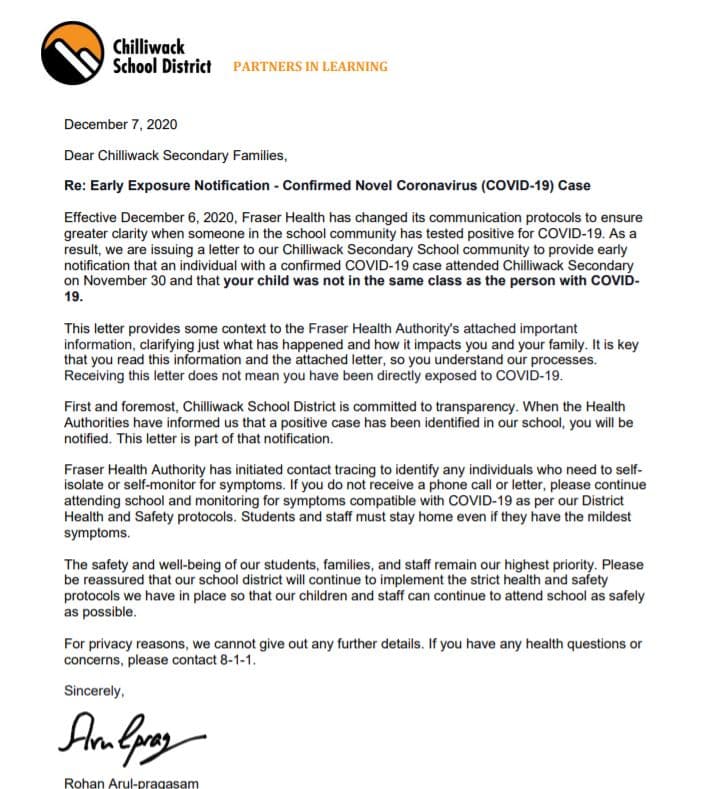 Chilliwack
School District PARTNERS IN LEARNING
December 7, 2020
Dear Chilliwack Secondary Families,
Re: Early Exposure Notification - Confirmed Novel Coronavirus (COVID-19) Case
Effective December 6, 2020, Fraser Health has changed its communication protocols to ensure
greater clarity when someone in the school community has tested positive for COVID-19. As a
result, we are issuing a letter to our Chilliwack Secondary School community to provide early
notification that an individual with a confirmed COVID-19 case attended Chilliwack Secondary
on November 30 and that your child was not in the same class as the person with COVID-
19.
This letter provides some context to the Fraser Health Authority's attached important
information, clarifying just what has happened and how it impacts you and your family. It is key
that you read this information and the attached letter, so you understand our processes.
Receiving this letter does not mean you have been directly exposed to COVID-19.
First and foremost, Chilliwack School District is committed to transparency. When the Health
Authorities have informed us that a positive case has been identified in our school, you will be
notified. This letter is part of that notification.
Fraser Health Authority has initiated contact tracing to identify any individuals who need to self-
isolate or self-monitor for symptoms. If you do not receive a phone call or letter, please continue
attending school and monitoring for symptoms compatible with COVID-19 as per our District
Health and Safety protocols. Students and staff must stay home even if they have the mildest
symptoms.
The safety and well-being of our students, families, and staff remain our highest priority. Please
be reassured that our school district will continue to implement the strict health and safety
protocols we have in place so that our children and staff can continue to attend school as safely
as possible.
For privacy reasons, we cannot give out any further details. If you have any health questions or
concerns, please contact 8-1-1.
Sincerely,
Rohan Arul-pragasam